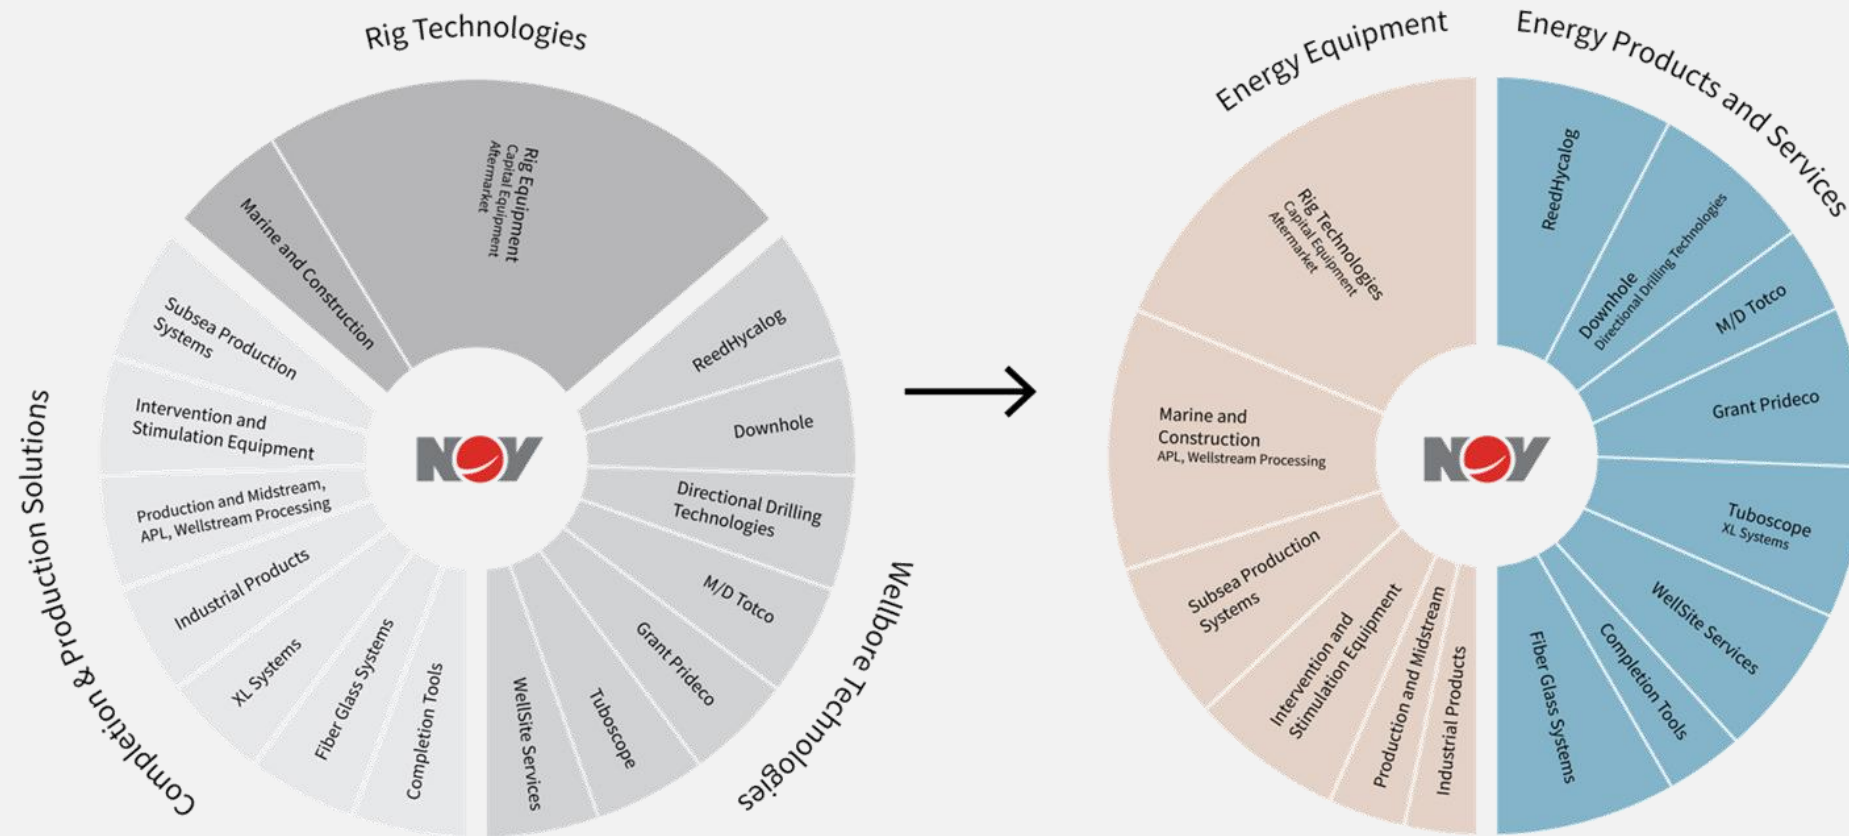 Rig Technologies
Marine and Construction
Rig Equipment
Capital Equipment
Aftermarket
Completion & Production Solutions
Subsea Production
Systems
Intervention and
Stimulation Equipment
Production and Midstream,
APL, Wellstream Processing
Industrial Products
XL Systems
Fiber Glass Systems
Completion Tools
Wellbore Technologies
ReedHycalog
Downhole
Directional Drilling
Technologies
M/D Totco
Grant Prideco
Tuboscope
WellSite Services
NOV
Energy Equipment
Rig Technologies
Capital Equipment
Aftermarket
Marine and
Construction
APL, Wellstream Processing
Subsea Production
Systems
Intervention and
Stimulation Equipment
Production and Midstream
Industrial Products
Energy Products and Services
ReedHycalog
Downhole
Directional Drilling Technologies
M/D Totco
Grant Prideco
Tuboscope
XL Systems
WellSite Services
Completion Tools
Fiber Glass Systems
NOV